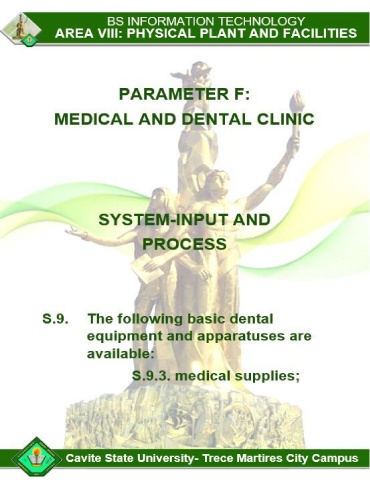 BS INFORMATION TECHNOLOGY
AREA VIII: PHYSICAL PLANT AND FACILITIES
PARAMETER F:
MEDICAL AND DENTAL CLINIC
SYSTEM-INPUT AND
PROCESS
S.9. The following basic dental
equipment and apparatuses are
available:
S.9.3. medical supplies;
Cavite State University- Trece Martires City Campus